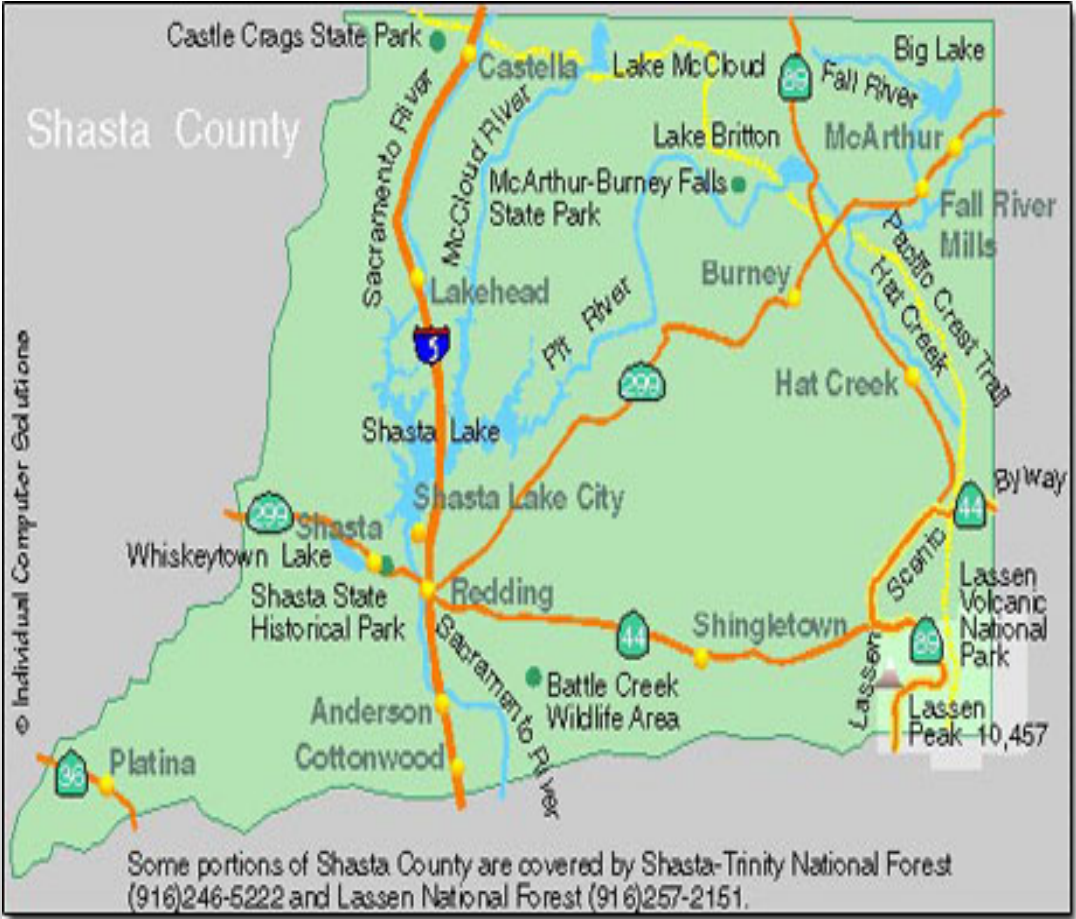 Castle Crags State Park
Castella
Lake McCloud
89
Fall River
Big Lake
Shasta County
Sacramento River
McCloud River
Lake Britton
McArthur
McArthur-Burney Falls
State Park
Fall River
Mills
Pacific Crest Trail
Burney
Hat Creek
Lakehead
Pit River
5
299
Hat Creek
Shasta Lake
Shasta Lake City
ByWay
44
299
Shasta
Whiskeytown Lake
Scenic
Shasta State
Historical Park
Redding
Lassen
Volcanic
National
Park
44
Shingletown
89
Lassen
Sacramento River
Battle Creek
Wildlife Area
Lassen
Peak 10,457
Anderson
Cottonwood
36
Platina
© Individual Computer Solutions
Some portions of Shasta County are covered by Shasta-Trinity National Forest
(916)246-5222 and Lassen National Forest (916)257-2151.